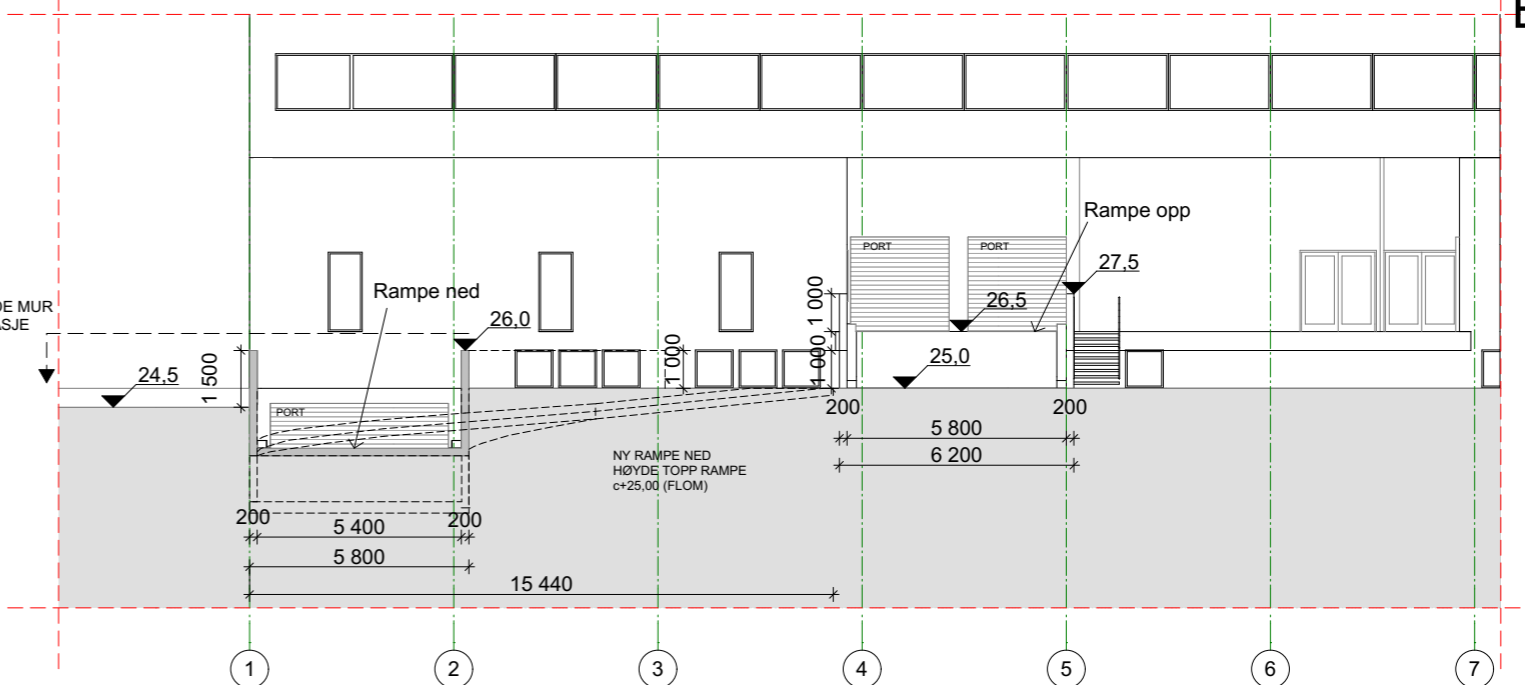 PORT
PORT
Rampe opp
27,5
26,5
Rampe ned
26,0
DE MUR
ASJE
1 000
1 000
1 000
24,5
1 500
25,0
PORT
200
200
5 800
6 200
NY RAMPE NED
HØYDE TOPP RAMPE
c+25,00 (FLOM)
200
200
5 400
5 800
15 440
1
2
3
4
5
6
7